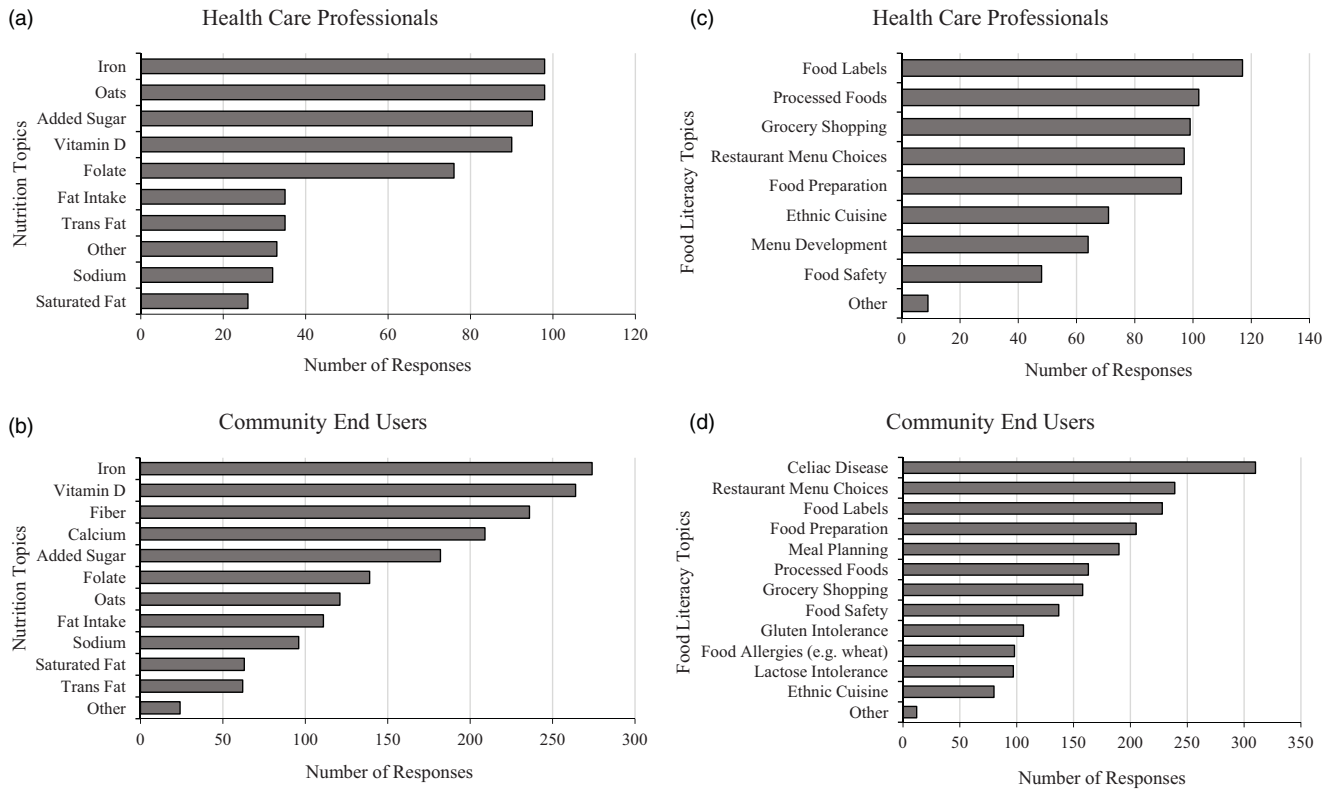 (a)
Health Care Professionals
Nutrition Topics
Iron
Oats
Added Sugar
Vitamin D
Folate
Fat Intake
Trans Fat
Other
Sodium
Saturated Fat
0 20 40 60 80 100 120
Number of Responses
(c)
Health Care Professionals
Food Literacy Topics
Food Labels
Processed Foods
Grocery Shopping
Restaurant Menu Choices
Food Preparation
Ethnic Cuisine
Menu Development
Food Safety
Other
0 20 40 60 80 100 120 140
Number of Responses
(b)
Community End Users
Nutrition Topics
Iron
Vitamin D
Fiber
Calcium
Added Sugar
Folate
Oats
Fat Intake
Sodium
Saturated Fat
Trans Fat
Other
0 50 100 150 200 250 300
Number of Responses
(d)
Community End Users
Food Literacy Topics
Celiac Disease
Restaurant Menu Choices
Food Labels
Food Preparation
Meal Planning
Processed Foods
Grocery Shopping
Food Safety
Gluten Intolerance
Food Allergies (e.g. wheat)
Lactose Intolerance
Ethnic Cuisine
Other
0 50 100 150 200 250 300 350
Number of Responses